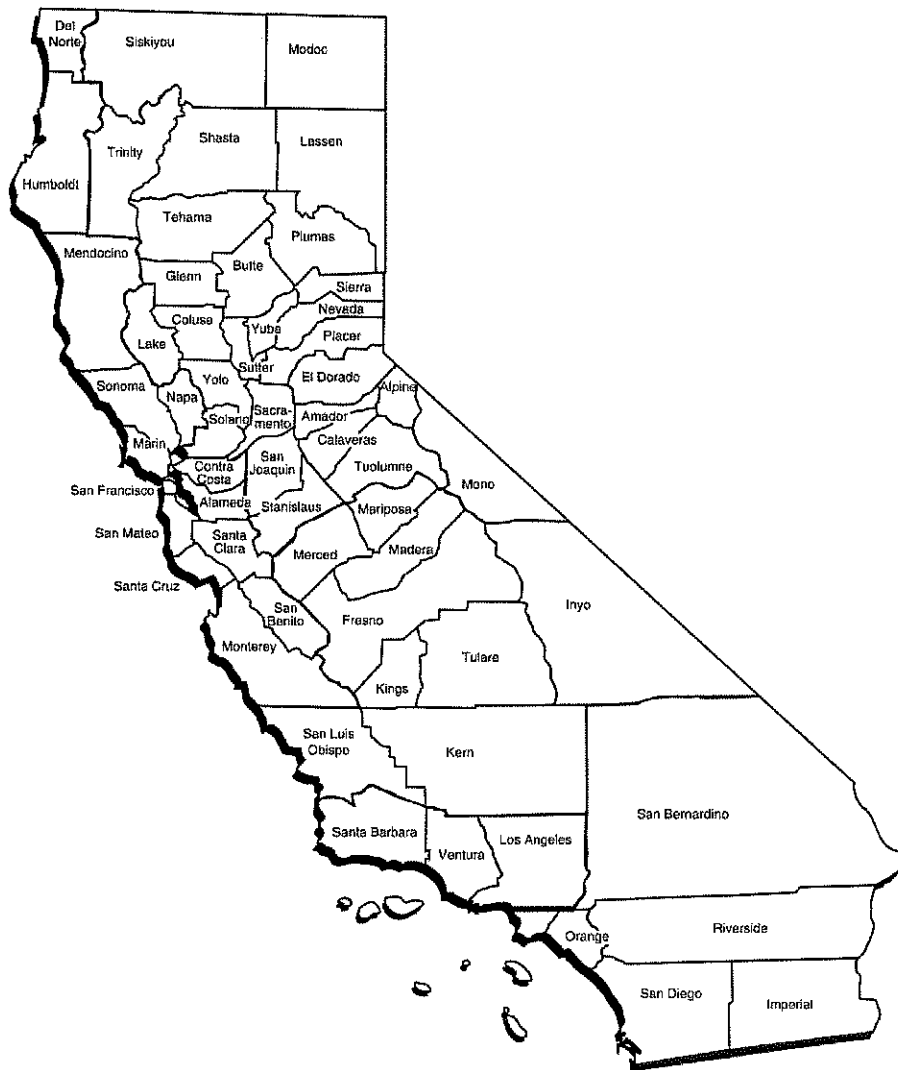 Del
Norte
Siskiyou
Modoc
Shasta
Lassen
Trinity
Humboldt
Tehama
Plumas
Mendocino
Glenn
Butte
Sierra
Nevada
Colusa
Yuba
Placer
Lake
Sutter
El Dorado
Alpine
Sonoma
Napa
Yolo
Solano
Sacra-
mento
Amador
Calaveras
Marin
Contra
Costa
San
Joaquin
Tuolumne
Mono
San Francisco
Alameda
Stanislaus
Mariposa
San Mateo
Santa
Clara
Merced
Madera
Santa Cruz
San
Benito
Fresno
Inyo
Monterey
Tulare
Kings
San Luis
Obispo
Kern
San Bernardino
Santa Barbara
Ventura
Los Angeles
Orange
Riverside
San Diego
Imperial